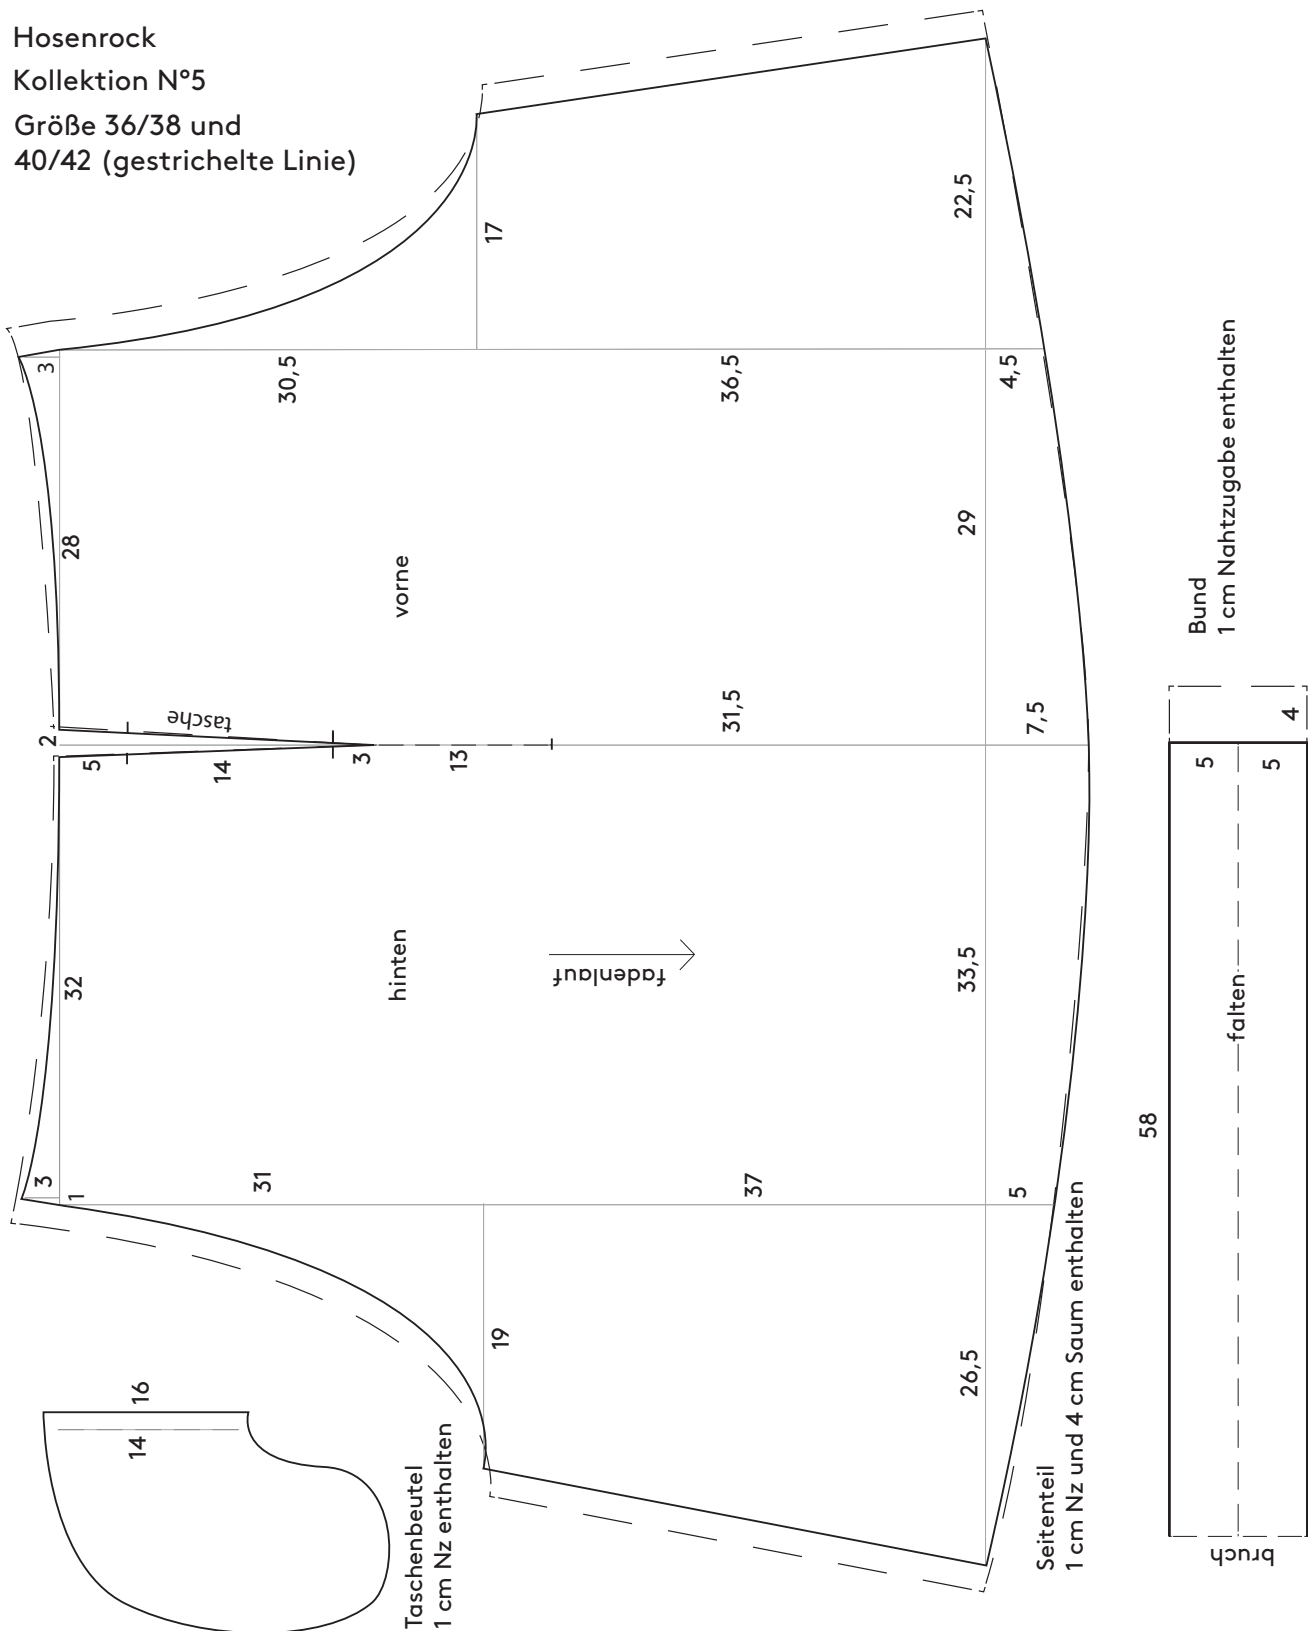 Hosenrock
Kollektion N°5
Größe 36/38 und
40/42 (gestrichelte Linie)
17
22,5
3
30,5
36,5
4,5
28
29
vorne
tasche
2
5
14
3
13
31,5
7,5
32
hinten
fadenlauf
33,5
3
1
31
37
5
19
26,5
16
14
Taschenbeutel
1 cm Nz enthalten
Seitenteil
1 cm Nz und 4 cm Saum enthalten
Bund
1 cm Nahtzugabe enthalten
4
5
5
falten
58
bruch